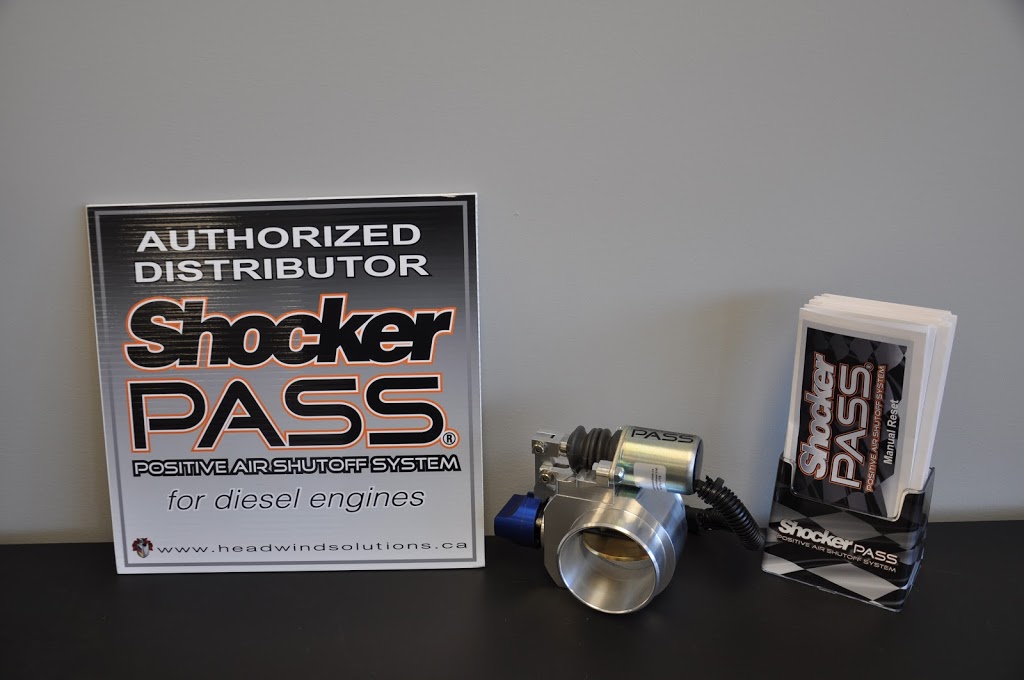 AUTHORIZED
DISTRIBUTOR
Shocker
PASS®
POSITIVE AIR SHUTOFF SYSTEM
for diesel engines
www.headwindsolutions.ca
PASS
Shocker
PASS®
POSITIVE AIR SHUTOFF SYSTEM
Manual Reset
Shocker PASS
POSITIVE AIR SHUTOFF SYSTEM